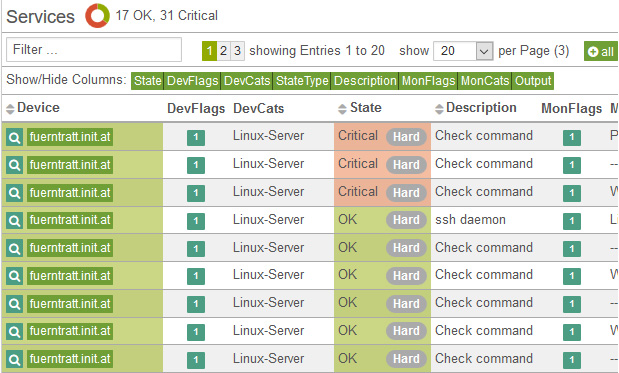 Services 17 OK, 31 Critical
Filter ... 1 2 3 showing Entries 1 to 20 show 20 per Page (3) all
Show/Hide Columns: State DevFlags DevCats StateType Description MonFlags MonCats Output
Device DevFlags DevCats State Description MonFlags M
fuerntratt.init.at 1 Linux-Server Critical Hard Check command 1 P
fuerntratt.init.at 1 Linux-Server Critical Hard Check command 1 --
fuerntratt.init.at 1 Linux-Server Critical Hard Check command 1 W
fuerntratt.init.at 1 Linux-Server OK Hard ssh daemon 1 L
fuerntratt.init.at 1 Linux-Server OK Hard Check command 1 --
fuerntratt.init.at 1 Linux-Server OK Hard Check command 1 W
fuerntratt.init.at 1 Linux-Server OK Hard Check command 1 --
fuerntratt.init.at 1 Linux-Server OK Hard Check command 1 W
fuerntratt.init.at 1 Linux-Server OK Hard Check command 1 --